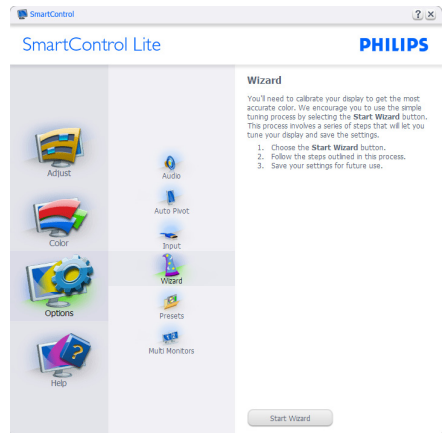 SmartControl
SmartControl Lite
PHILIPS
Adjust
Color
Options
Help
Audio
Auto Pivot
Input
Wizard
Presets
Multi Monitors
Wizard
You'll need to calibrate your display to get the most
accurate color. We encourage you to use the simple
tuning process by selecting the Start Wizard button.
This process involves a series of steps that will let you
tune your display and save the settings.
1. Choose the Start Wizard button.
2. Follow the steps outlined in this process.
3. Save your settings for future use.
Start Wizard